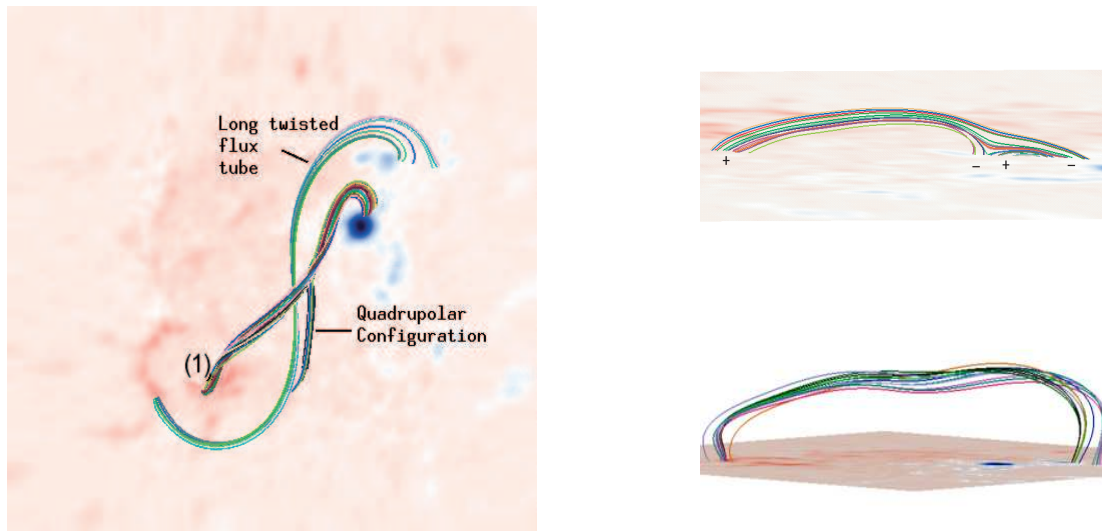 Long twisted
flux
tube
Quadrupolar
Configuration
(1)
+
− + −